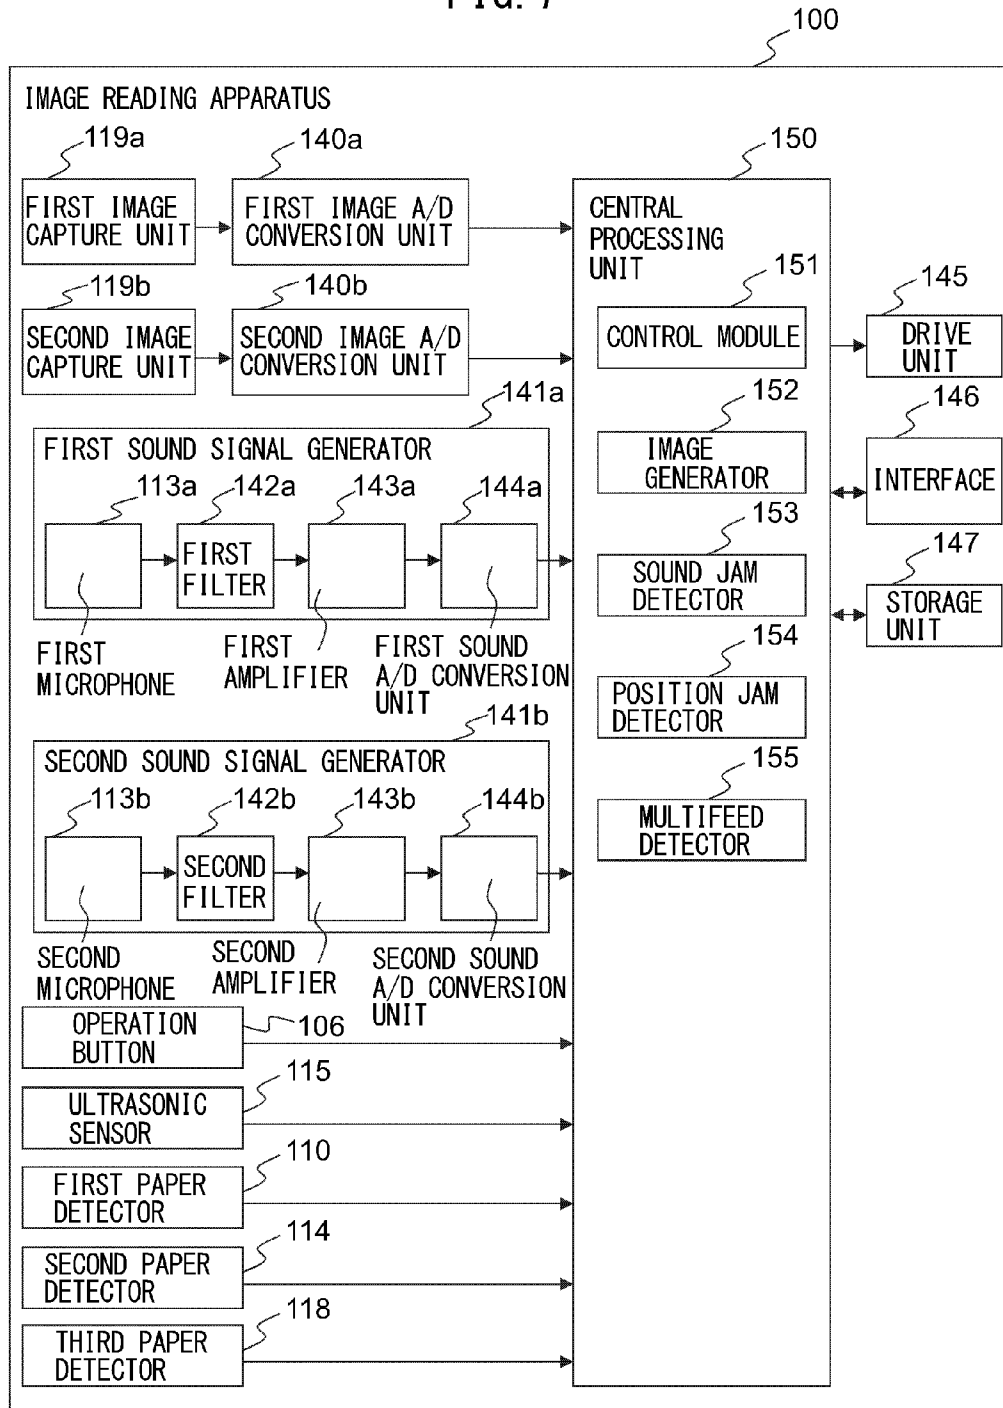 FIG. 7
100
IMAGE READING APPARATUS
119a
140a
150
FIRST IMAGE
CAPTURE UNIT
FIRST IMAGE A/D
CONVERSION UNIT
CENTRAL
PROCESSING
UNIT
119b
140b
151
145
SECOND IMAGE
CAPTURE UNIT
SECOND IMAGE A/D
CONVERSION UNIT
CONTROL MODULE
DRIVE
UNIT
141a
152
146
FIRST SOUND SIGNAL GENERATOR
IMAGE
GENERATOR
INTERFACE
113a
142a
143a
144a
153
147
FIRST
FILTER
SOUND JAM
DETECTOR
STORAGE
UNIT
FIRST
MICROPHONE
FIRST
AMPLIFIER
FIRST SOUND
A/D CONVERSION
UNIT
154
POSITION JAM
DETECTOR
141b
SECOND SOUND SIGNAL GENERATOR
155
113b
142b
143b
144b
MULTIFEED
DETECTOR
SECOND
FILTER
SECOND
MICROPHONE
SECOND
AMPLIFIER
SECOND SOUND
A/D CONVERSION
UNIT
OPERATION
BUTTON
106
ULTRASONIC
SENSOR
115
FIRST PAPER
DETECTOR
110
SECOND PAPER
DETECTOR
114
THIRD PAPER
DETECTOR
118